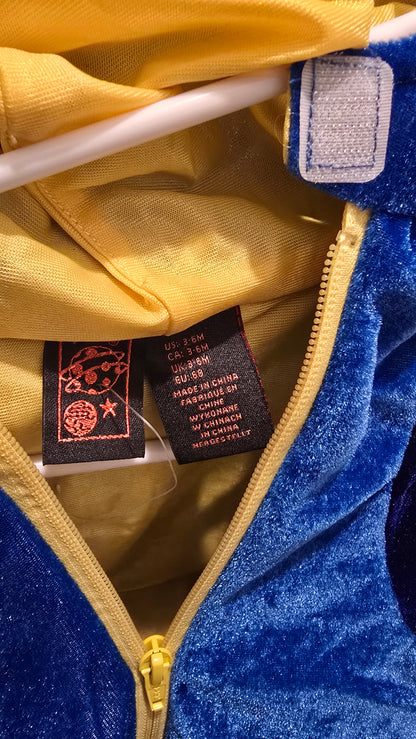 US: 3-6M
CA: 3-6M
UK: 3-6M
EU: 68
MADE IN CHINA
FABRIQUÉ EN
CHINE
WYKONANE
W CHINACH
IN CHINA
HERGESTELLT